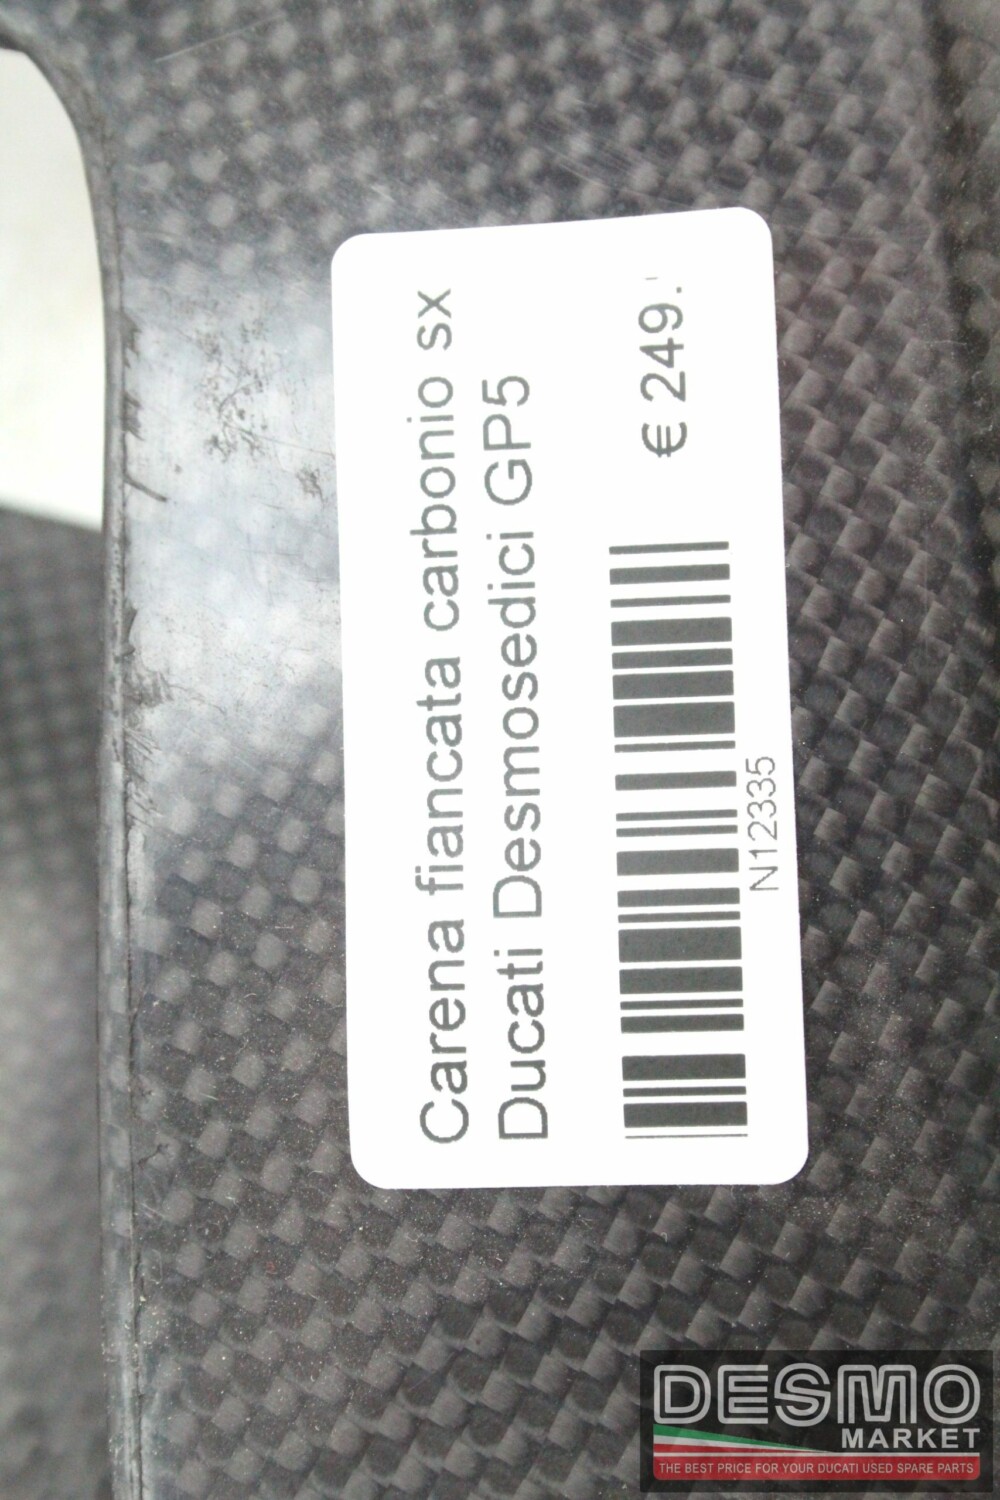 Carena fiancata carbonio sx
Ducati Desmosedici GP5
€ 249.
N12335
DESMO
MARKET
THE BEST PRICE FOR YOUR DUCATI USED SPARE PARTS